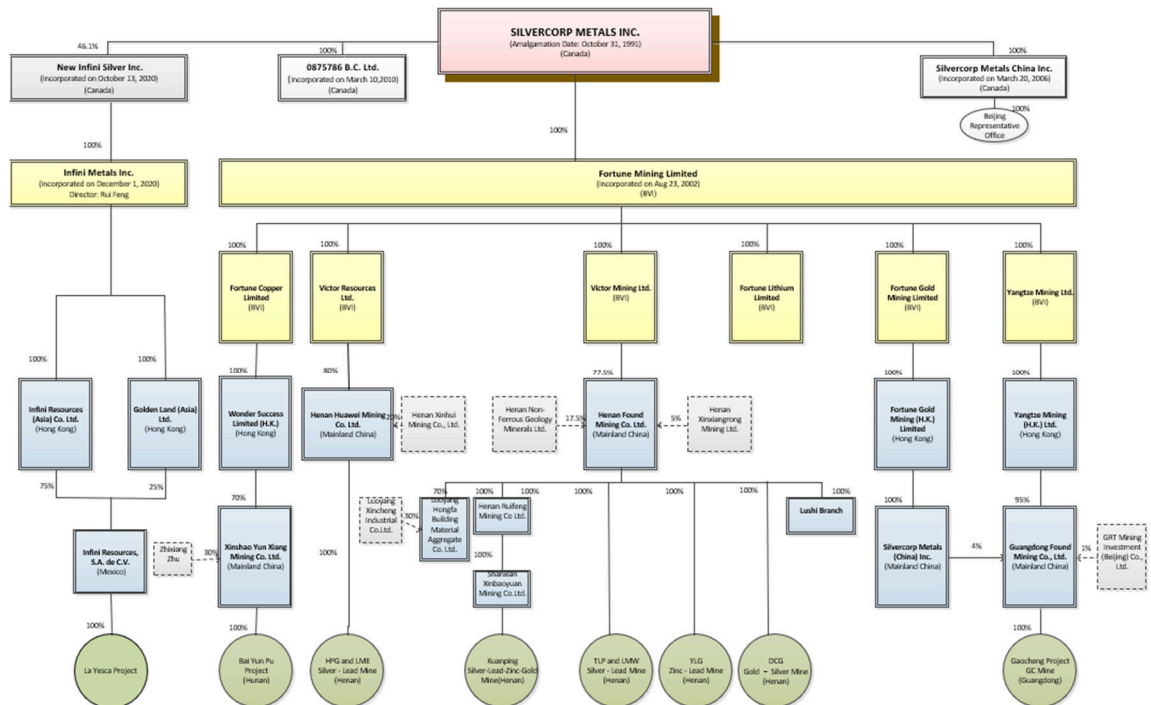 SILVERCORP METALS INC.
(Amalgamation Date: October 31, 1991)
(Canada)
46.1%
100%
100%
New Infini Silver Inc.
(Incorporated on October 13, 2020)
(Canada)
0875786 B.C. Ltd.
(Incorporated on March 10,2010)
(Canada)
Silvercorp Metals China Inc.
(Incorporated on March 20, 2006)
(Canada)
100%
Beijing
Representative
Office
100%
100%
Infini Metals Inc.
(Incorporated on December 1, 2020)
Director: Rui Feng
Fortune Mining Limited
(Incorporated on Aug 23, 2002)
(BVI)
100%
100%
100%
100%
100%
100%
Fortune Copper
Limited
(BVI)
Victor Resources
Ltd.
(BVI)
Victor Mining Ltd.
(BVI)
Fortune Lithium
Limited
(BVI)
Fortune Gold
Mining Limited
(BVI)
Yangtze Mining Ltd.
(BVI)
100%
100%
100%
80%
77.5%
100%
100%
Infini Resources
(Asia) Co. Ltd.
(Hong Kong)
Golden Land (Asia)
Ltd.
(Hong Kong)
Wonder Success
Limited (H.K.)
(Hong Kong)
Henan Huawei Mining
Co. Ltd.
(Mainland China)
20%
Henan Xinhui
Mining Co., Ltd.
Henan Non-
Ferrous Geology
Minerals Ltd.
17.5%
Henan Found
Mining Co. Ltd.
(Mainland China)
5%
Henan
Xinxiangrong
Mining Ltd.
Fortune Gold
Mining (H.K.)
Limited
(Hong Kong)
Yangtze Mining
(H.K.) Ltd.
(Hong Kong)
75%
25%
70%
70%
100%
100%
100%
100%
100%
100%
100%
95%
Infini Resources,
S.A. de C.V.
(Mexico)
Zhixiang
Zhu
30%
Xinshao Yun Xiang
Mining Co. Ltd.
(Mainland China)
100%
Luoyang
Xincheng
Industrial
Co.Ltd.
30%
Luoyang
Hongfa
Building
Material
Aggregate
Co. Ltd.
Henan Ruifeng
Mining Co Ltd.
100%
Shanxian
Xinbaoyuan
Mining Co.Ltd.
Lushi Branch
Silvercorp Metals
(China) Inc.
(Mainland China)
4%
Guangdong Found
Mining Co., Ltd.
(Mainland China)
1%
GRT Mining
Investment
(Beijing) Co.,
Ltd.
100%
100%
100%
La Yesca Project
Bai Yun Pu
Project
(Hunan)
HPG and LME
Silver - Lead Mine
(Henan)
Kuanping
Silver-Lead-Zinc-Gold
Mine(Henan)
TLP and LMW
Silver - Lead Mine
(Henan)
YLG
Zinc - Lead Mine
(Henan)
DCG
Gold – Silver Mine
(Henan)
Gaocheng Project
GC Mine
(Guangdong)